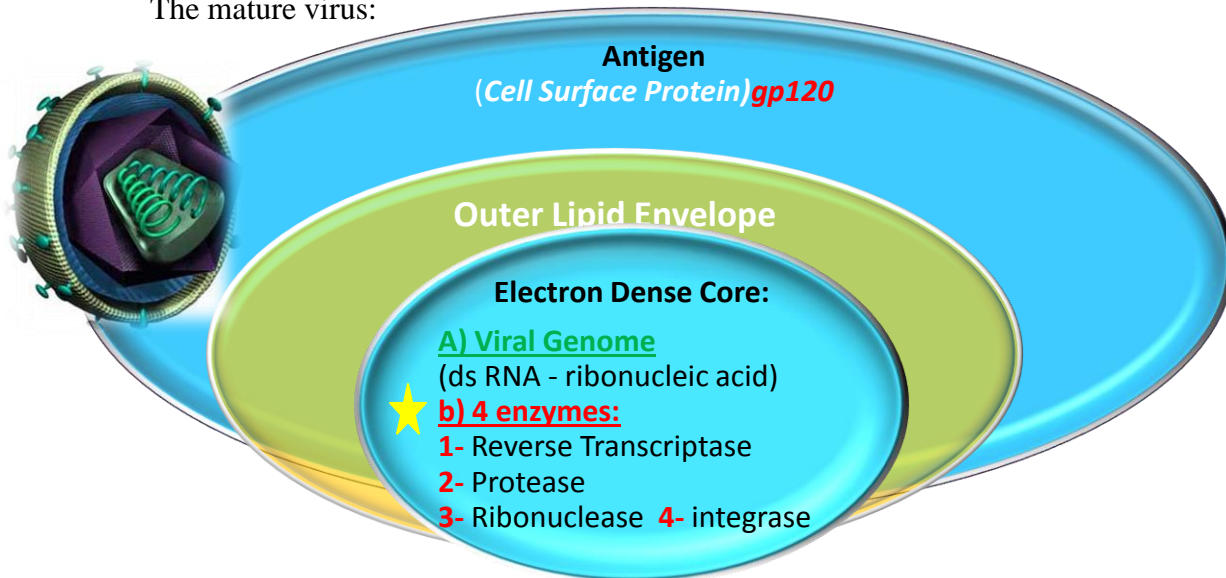 The mature virus:
Antigen
(Cell Surface Protein)gp120
Outer Lipid Envelope
Electron Dense Core:
A) Viral Genome
(ds RNA - ribonucleic acid)
b) 4 enzymes:
1- Reverse Transcriptase
2- Protease
3- Ribonuclease 4- integrase